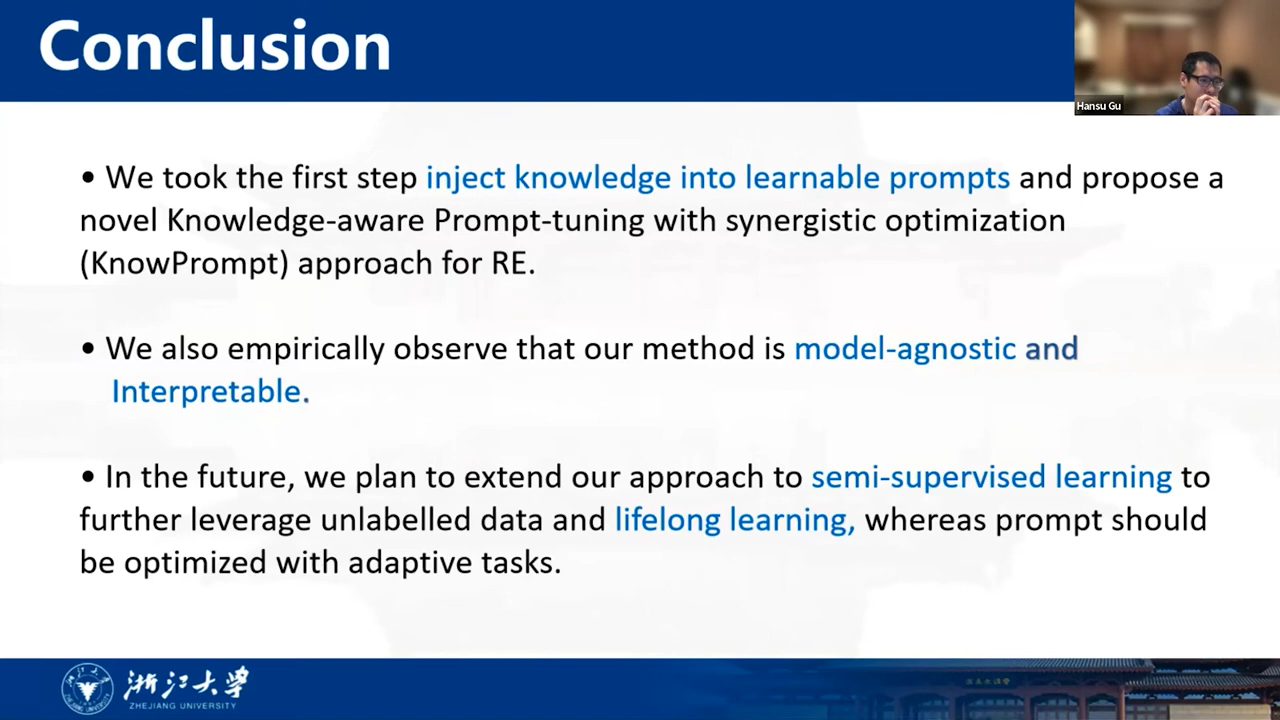 Conclusion
Hansu Gu
• We took the first step inject knowledge into learnable prompts and propose a
novel Knowledge-aware Prompt-tuning with synergistic optimization
(KnowPrompt) approach for RE.
• We also empirically observe that our method is model-agnostic and
Interpretable.
• In the future, we plan to extend our approach to semi-supervised learning to
further leverage unlabelled data and lifelong learning, whereas prompt should
be optimized with adaptive tasks.
浙江大学
ZHEJIANG UNIVERSITY